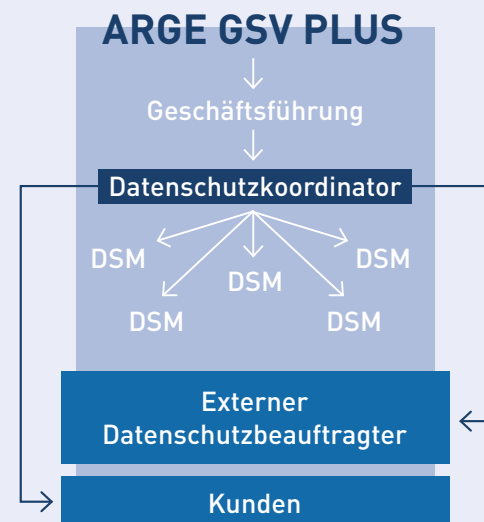 ARGE GSV PLUS
Geschäftsführung
Datenschutzkoordinator
DSM
DSM
DSM
DSM
DSM
Externer
Datenschutzbeauftragter
Kunden